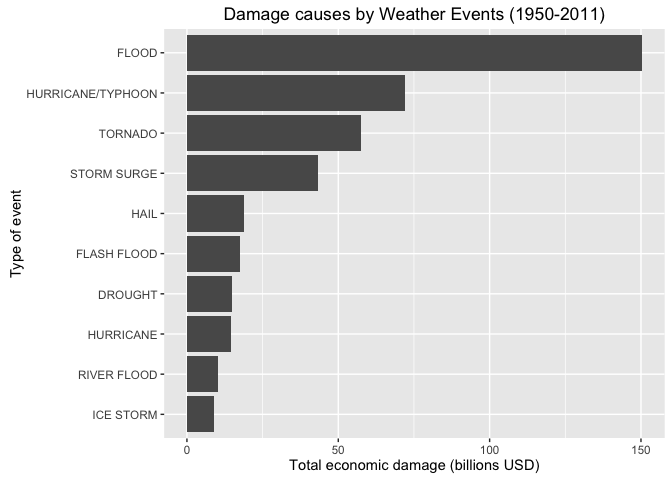 Damage causes by Weather Events (1950-2011)
Type of event
FLOOD
HURRICANE/TYPHOON
TORNADO
STORM SURGE
HAIL
FLASH FLOOD
DROUGHT
HURRICANE
RIVER FLOOD
ICE STORM
0 50 100 150
Total economic damage (billions USD)